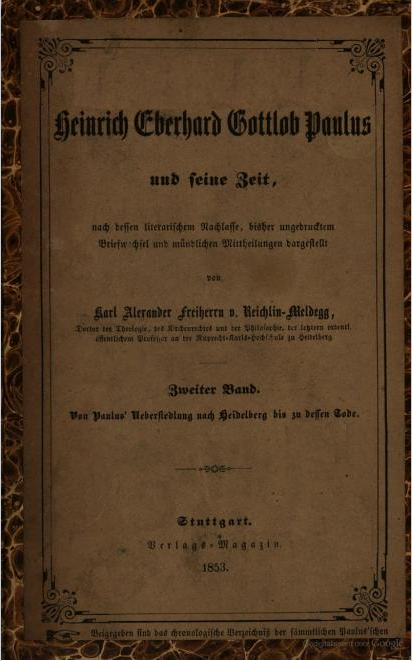 Heinrich Eberhard Gottlob Paulus
und seine Zeit,
nach dessen literarischem Nachlasse, bisher ungedrucktem
Briefwechsel und mündlichen Mittheilungen dargestellt
von
Karl Alexander Freiherrn v. Reichlin-Meldegg,
Doctor der Theologie, des Kirchenrechtes und der Philosophie, der letztern ordentl.
öffentlichem Professor an der Ruprecht-Karls-Hochschule zu Heidelberg.
Zweiter Band.
Von Paulus' Uebersiedlung nach Heidelberg bis zu dessen Tode.
Stuttgart.
Verlags-Magazin.
1853.
Beigegeben sind das chronologische Verzeichniß der sämmtlichen Paulus'schen
Google